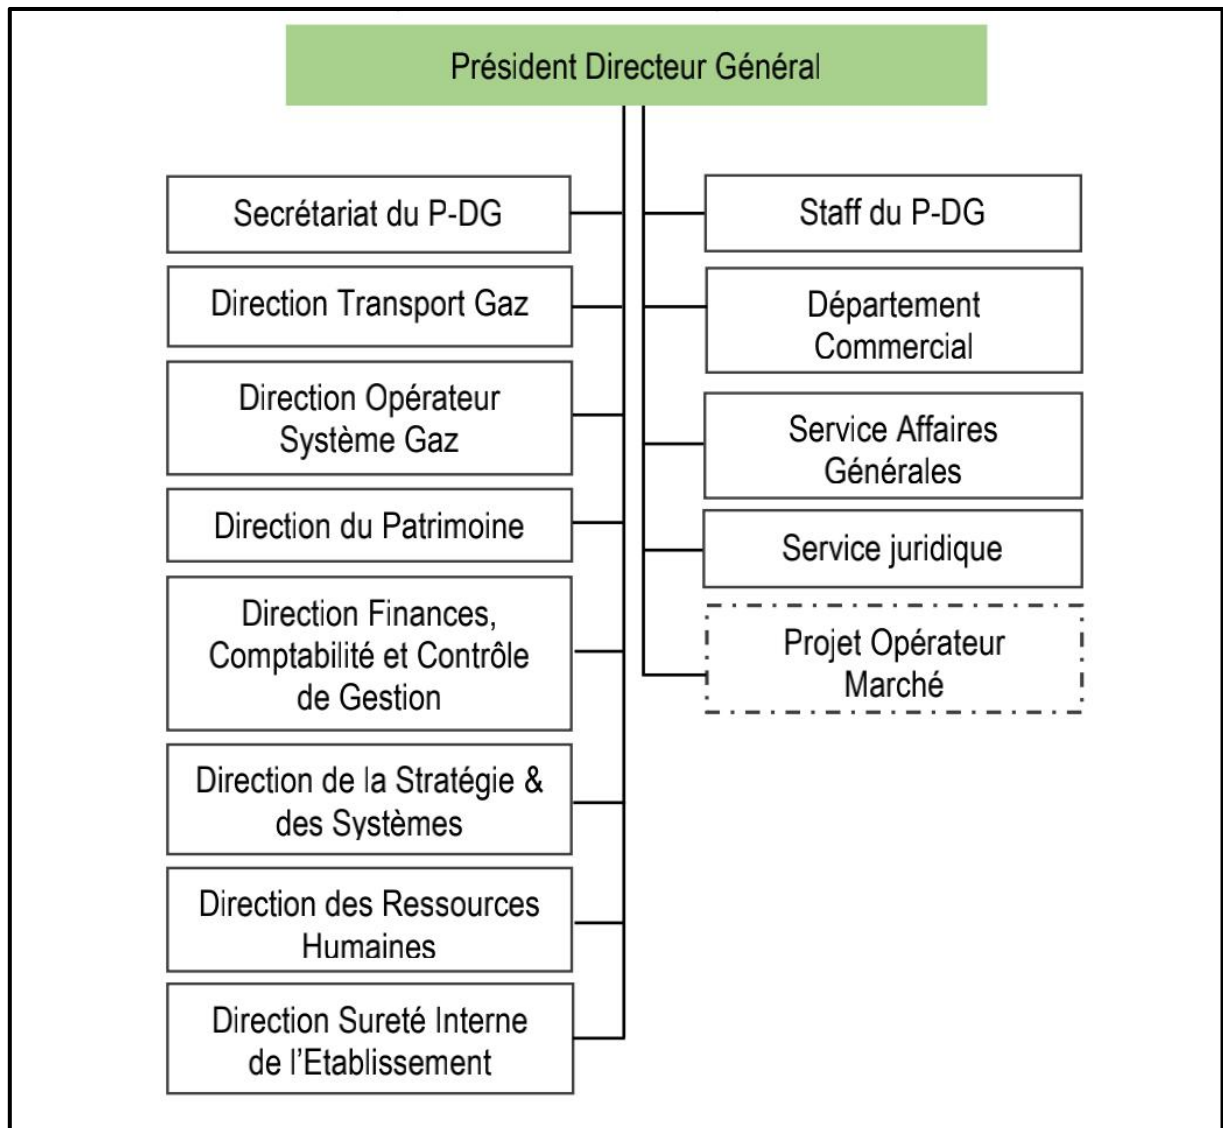 Président Directeur Général
Secrétariat du P-DG
Direction Transport Gaz
Direction Opérateur
Système Gaz
Direction du Patrimoine
Direction Finances,
Comptabilité et Contrôle
de Gestion
Direction de la Stratégie &
des Systèmes
Direction des Ressources
Humaines
Direction Sureté Interne
de l'Etablissement
Staff du P-DG
Département
Commercial
Service Affaires
Générales
Service juridique
Projet Opérateur
Marché